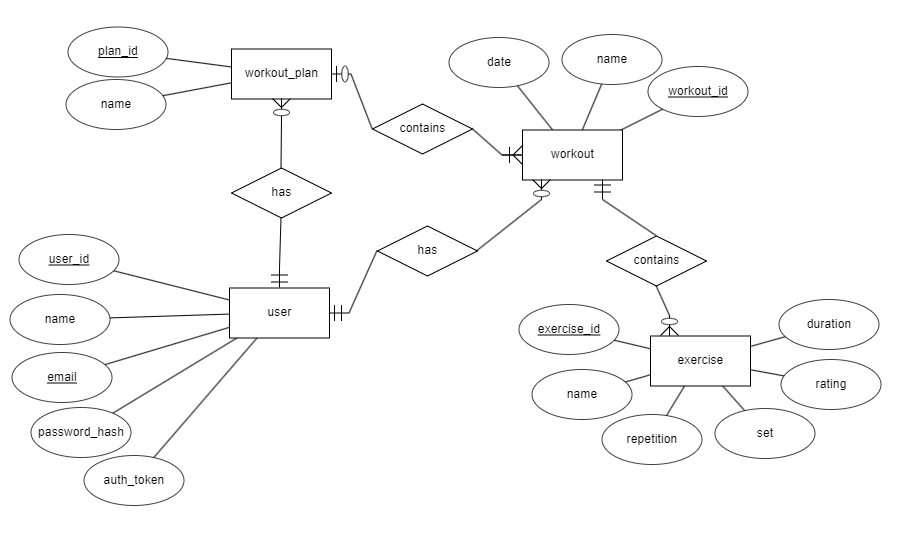 plan_id
workout_plan
name
date
name
workout_id
contains
workout
has
has
user_id
name
user
email
password_hash
auth_token
contains
exercise_id
exercise
duration
name
rating
repetition
set